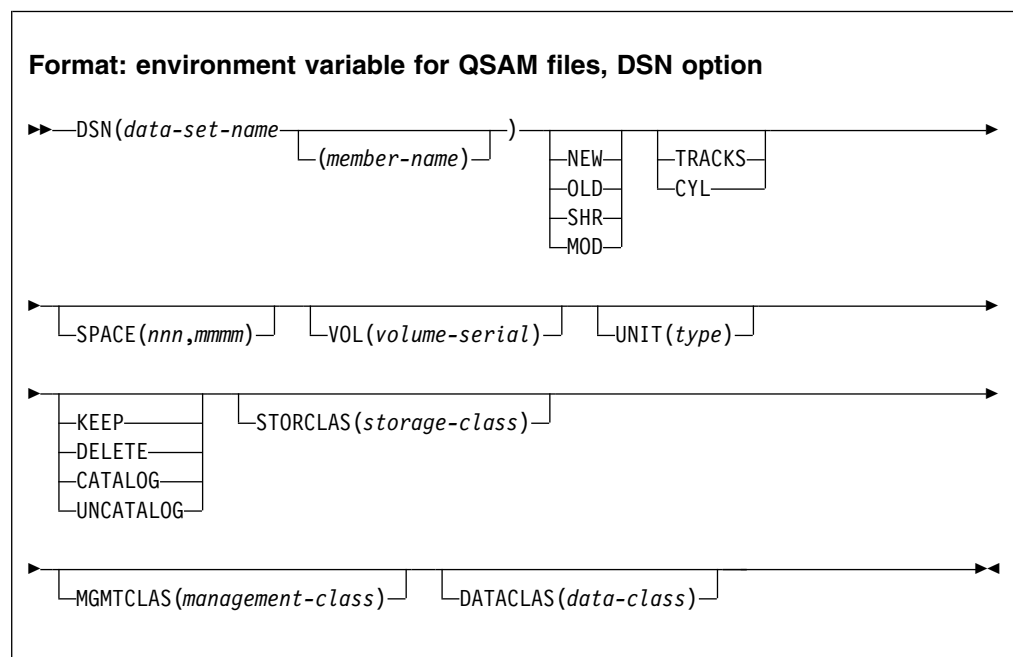 Format: environment variable for QSAM files, DSN option
DSN(data-set-name )
(member-name) NEW TRACKS
OLD CYL
SHR
MOD
SPACE(nnn,mmmm) VOL(volume-serial) UNIT(type)
KEEP STORCLAS(storage-class)
DELETE
CATALOG
UNCATALOG
MGMTCLAS(management-class) DATACLAS(data-class)